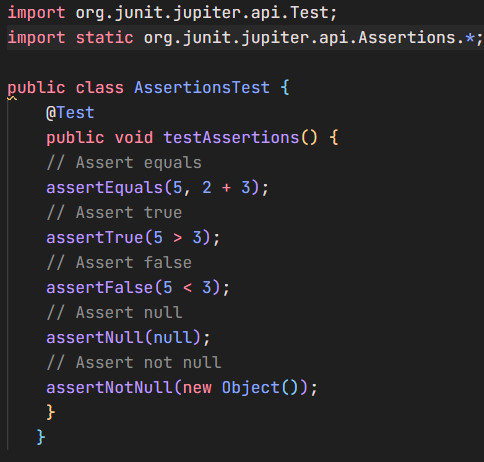 import org.junit.jupiter.api.Test;
import static org.junit.jupiter.api.Assertions.*;

public class AssertionsTest {
    @Test
    public void testAssertions() {
    // Assert equals
    assertEquals(5, 2 + 3);
    // Assert true
    assertTrue(5 > 3);
    // Assert false
    assertFalse(5 < 3);
    // Assert null
    assertNull(null);
    // Assert not null
    assertNotNull(new Object());
    }
   }